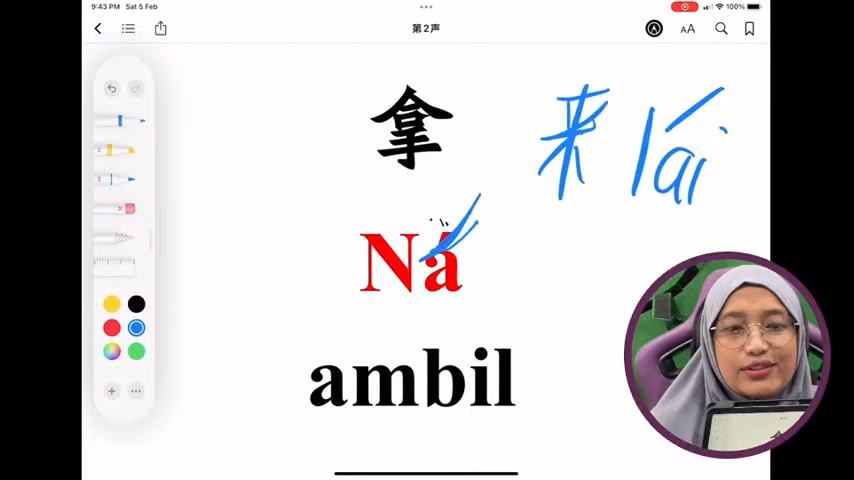 9:43 PM Sat 5 Feb
100%
第2声
AA
拿
来 lái
Ná
ambil